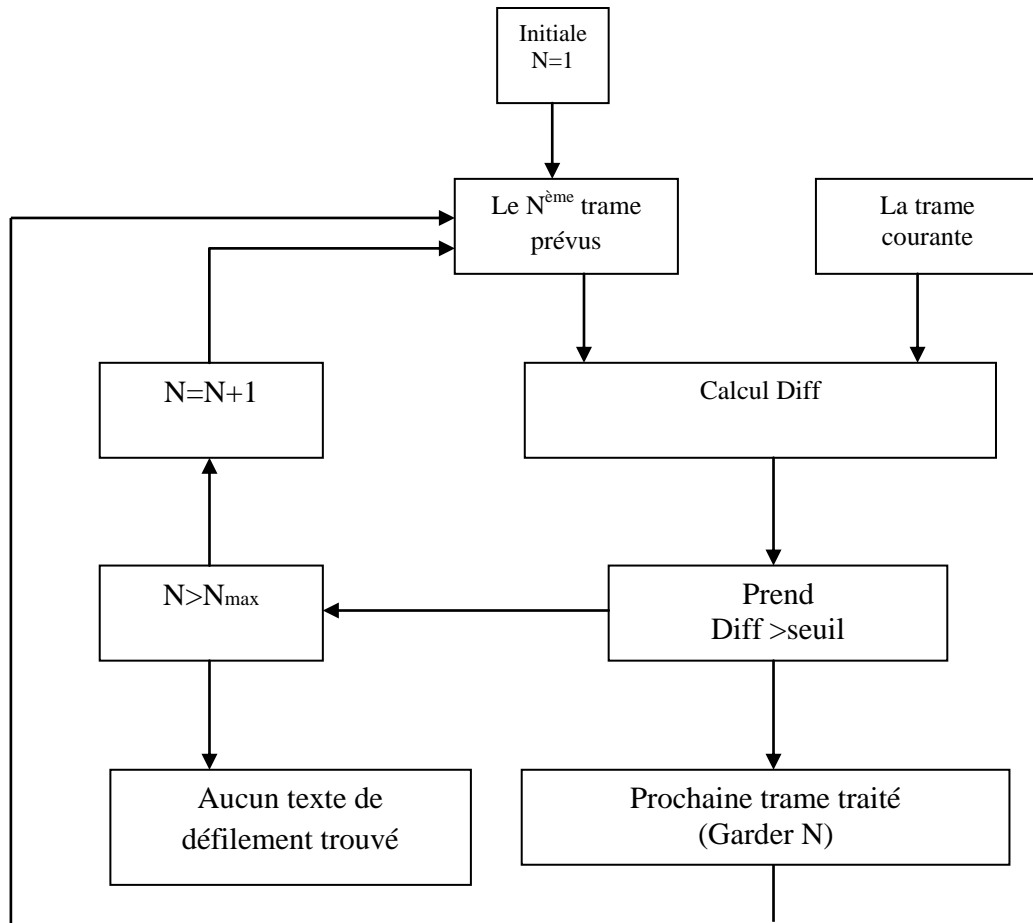 Initiale
N=1
Le Nème trame
prévus
La trame
courante
N=N+1
Calcul Diff
N>Nmax
Prend
Diff >seuil
Aucun texte de
défilement trouvé
Prochaine trame traité
(Garder N)